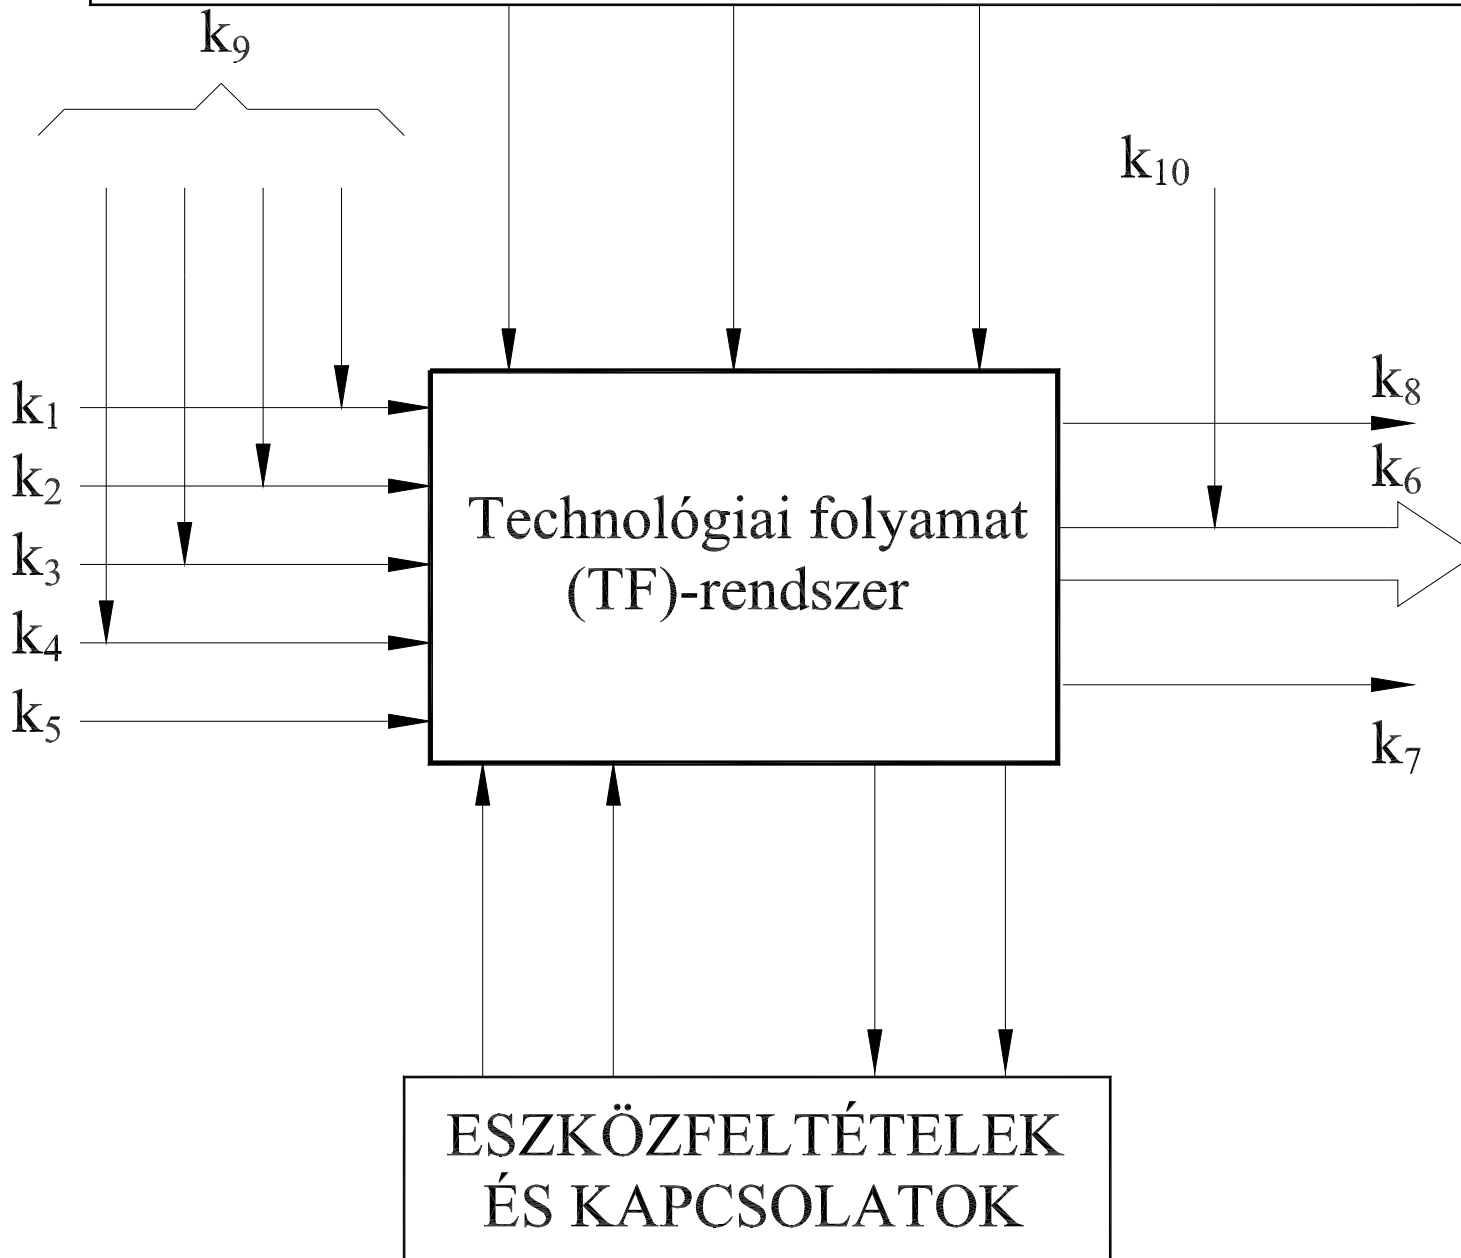 k9
k10
k1
k2
k3
k4
k5
Technológiai folyamat
(TF)-rendszer
k8
k6
k7
ESZKÖZFELTÉTELEK
ÉS KAPCSOLATOK